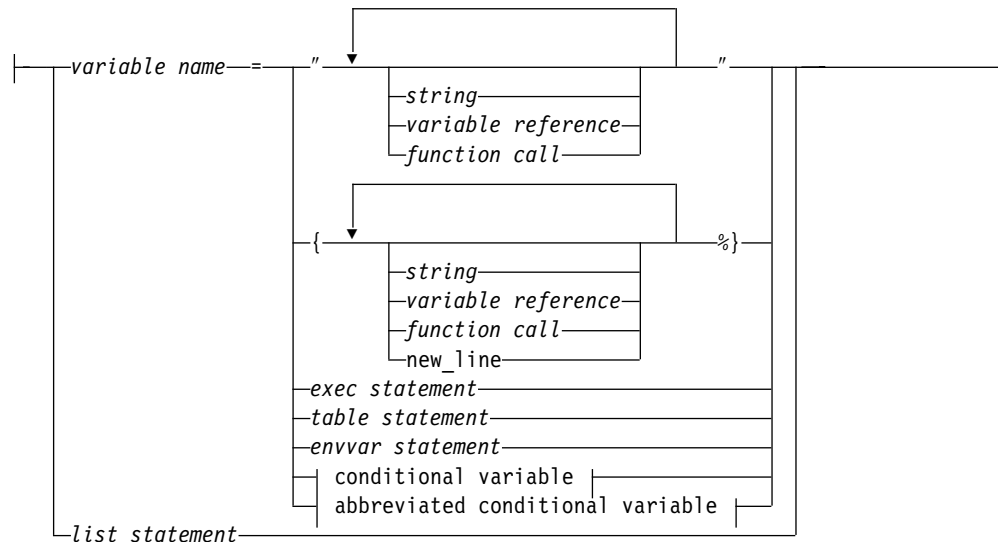 variable name = " "
string
variable reference
function call
{ %}
string
variable reference
function call
new_line
exec statement
table statement
envvar statement
conditional variable
abbreviated conditional variable
list statement